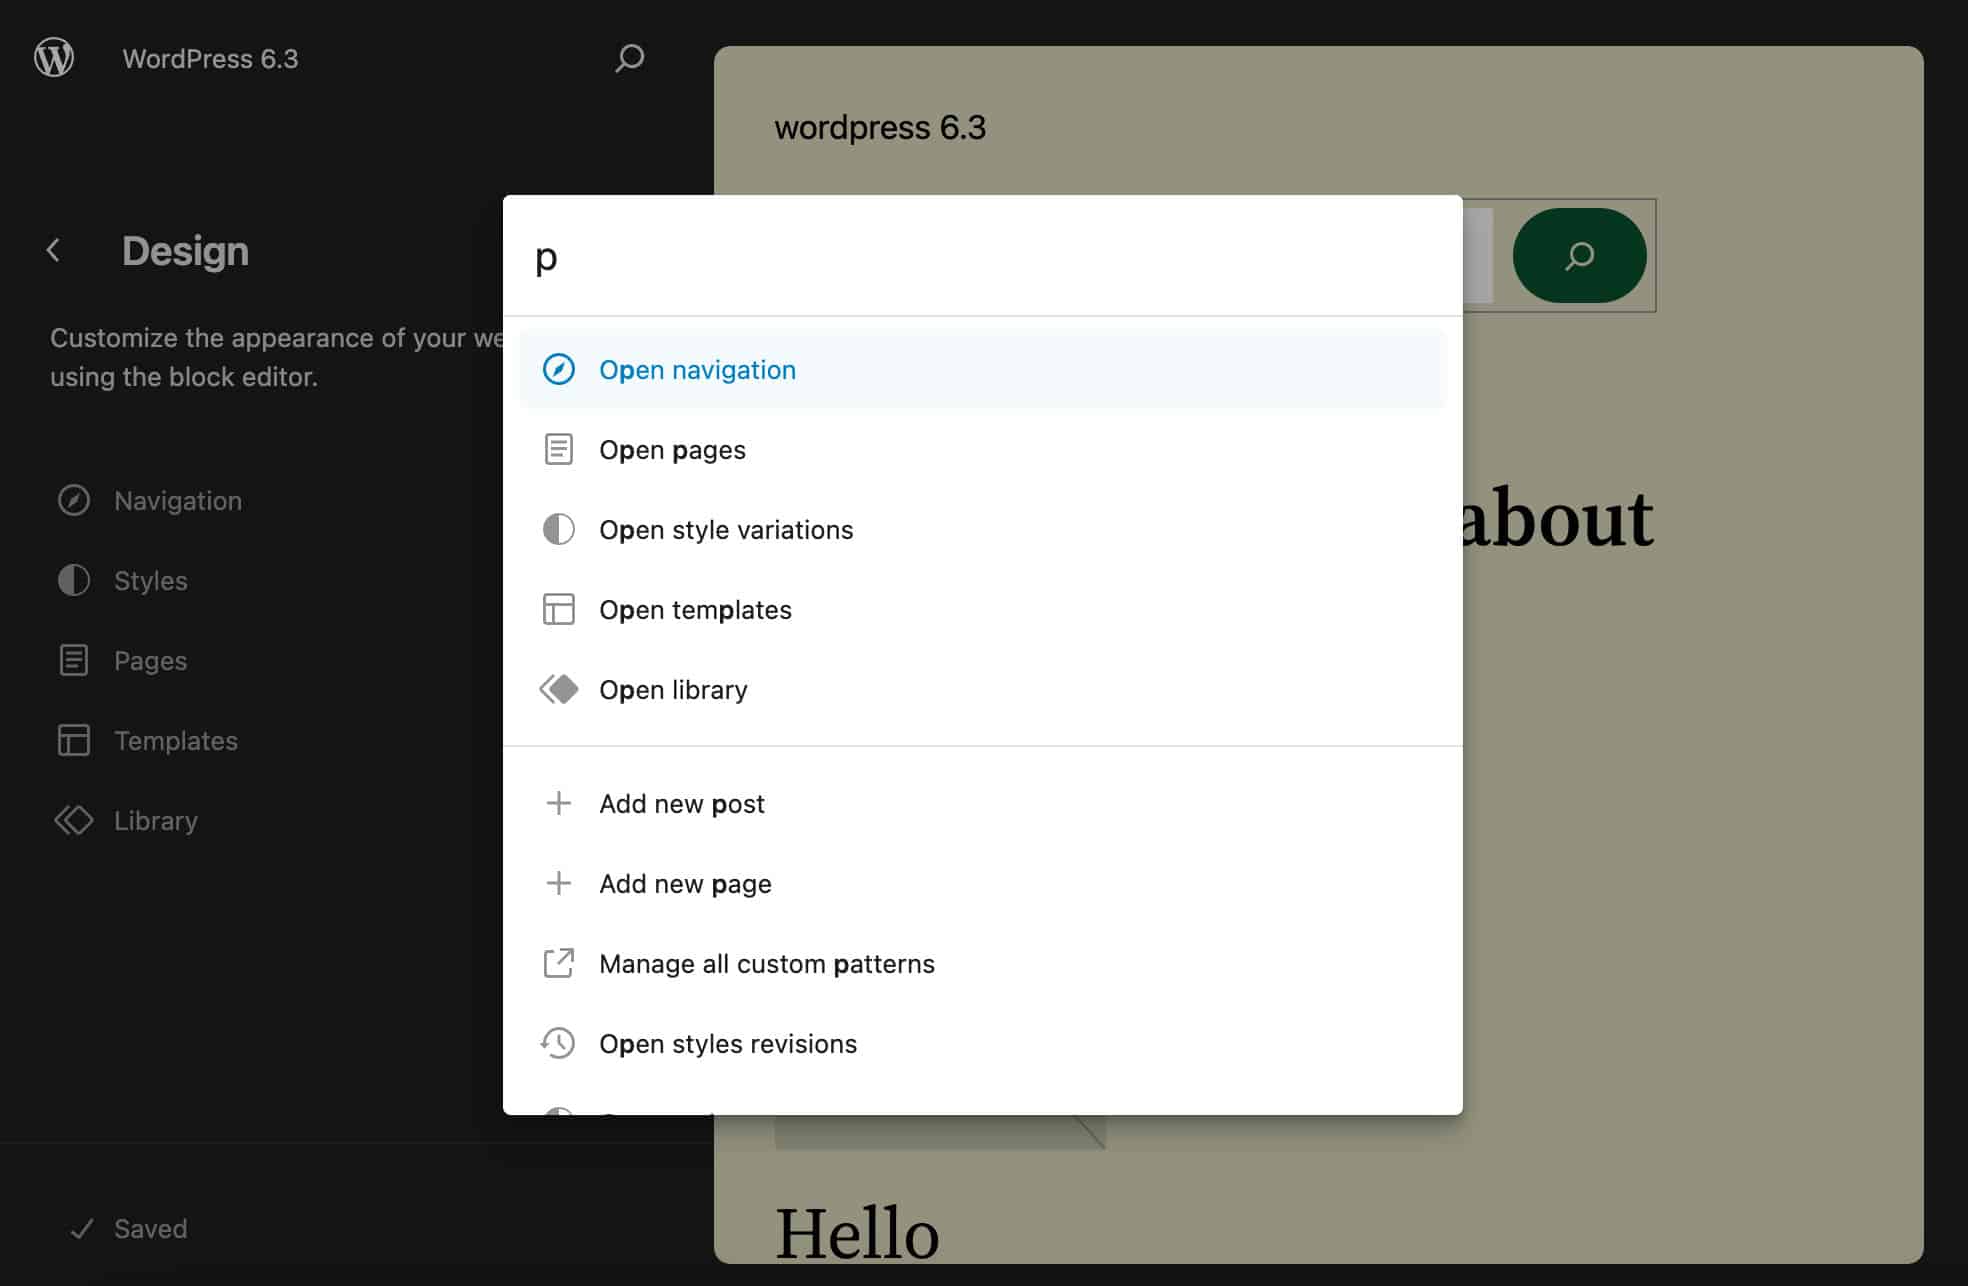 WordPress 6.3
Design
Customize the appearance of your we
using the block editor.
Navigation
Styles
Pages
Templates
Library
Saved
wordpress 6.3
about
Hello
p
Open navigation
Open pages
Open style variations
Open templates
Open library
Add new post
Add new page
Manage all custom patterns
Open styles revisions